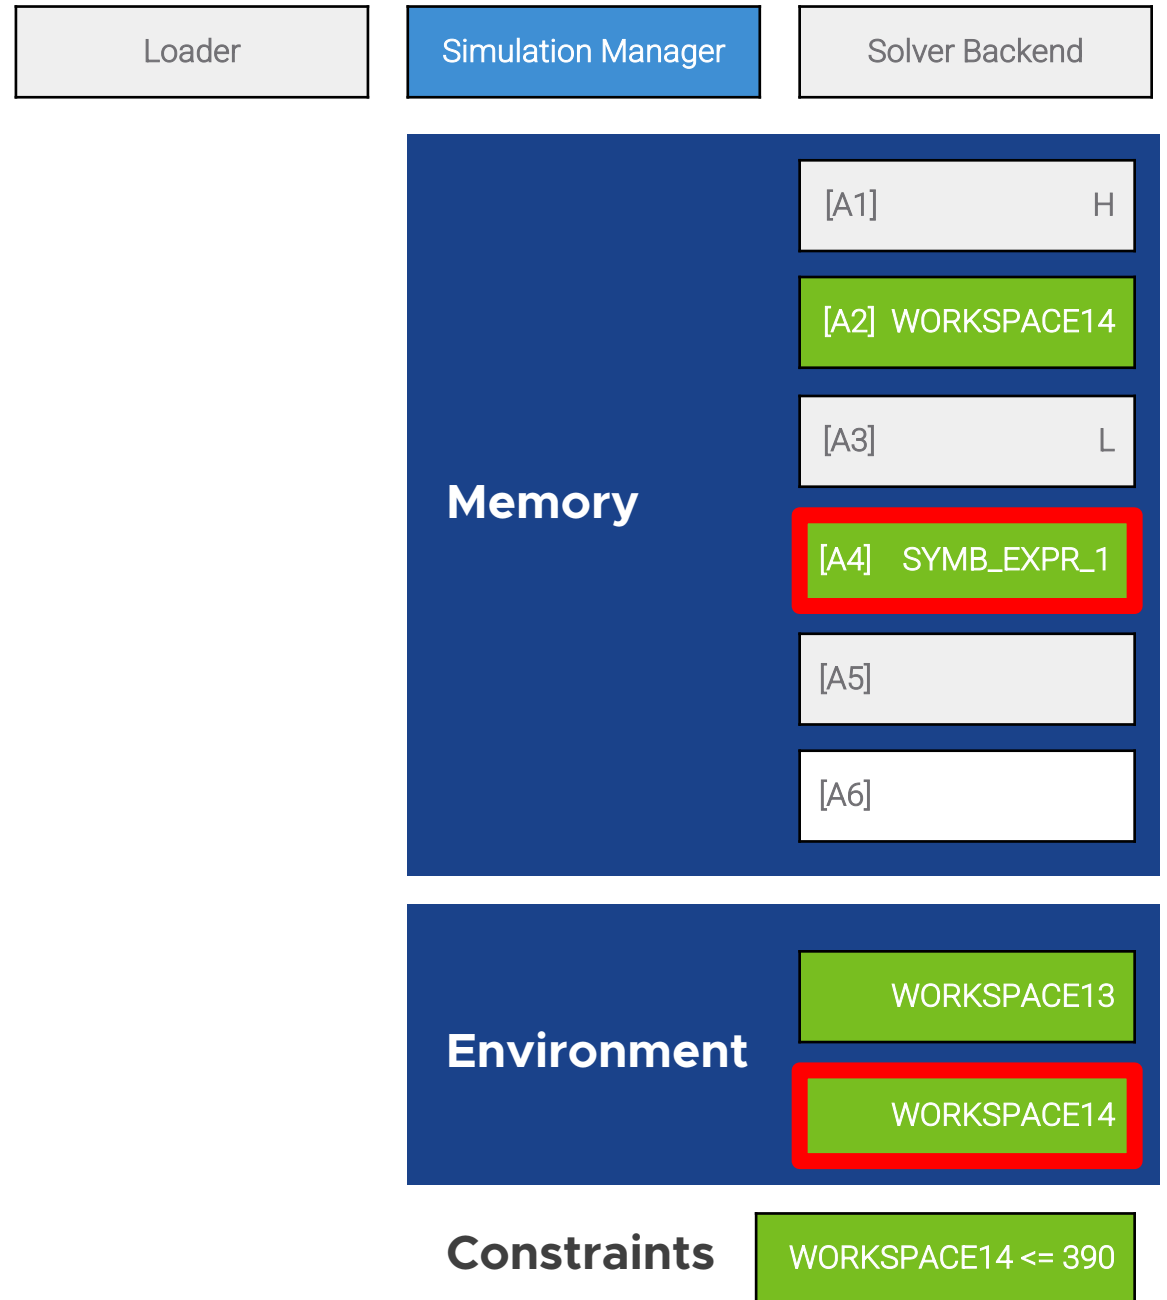 Loader
Simulation Manager
Solver Backend
Memory
[A1] H
[A2] WORKSPACE14
[A3] L
[A4] SYMB_EXPR_1
[A5]
[A6]
Environment
WORKSPACE13
WORKSPACE14
Constraints
WORKSPACE14 <= 390